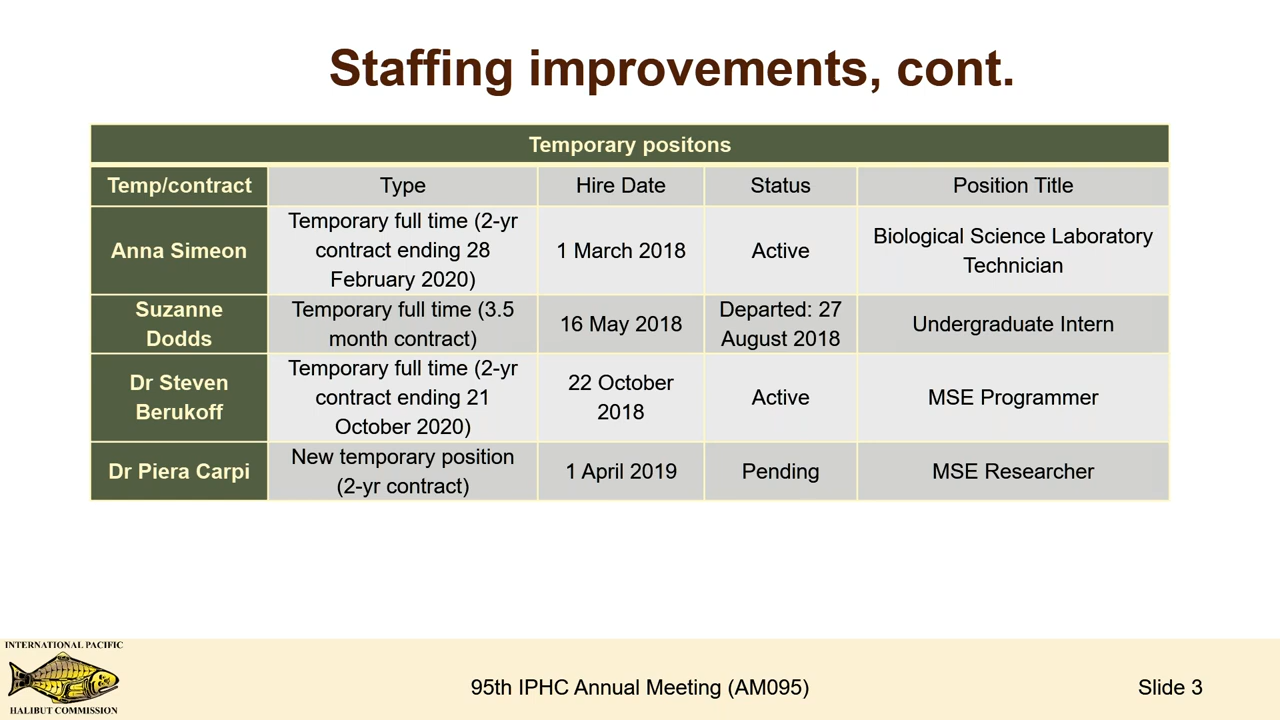 Staffing improvements, cont.
Temporary positons
Temp/contract Type Hire Date Status Position Title
Anna Simeon
Temporary full time (2-yr
contract ending 28
February 2020)
1 March 2018
Active
Biological Science Laboratory
Technician
Suzanne
Dodds
Temporary full time (3.5
month contract)
16 May 2018
Departed: 27
August 2018
Undergraduate Intern
Dr Steven
Berukoff
Temporary full time (2-yr
contract ending 21
October 2020)
22 October
2018
Active
MSE Programmer
Dr Piera Carpi
New temporary position
(2-yr contract)
1 April 2019
Pending
MSE Researcher
INTERNATIONAL PACIFIC
HALIBUT COMMISSION
95th IPHC Annual Meeting (AM095)
Slide 3